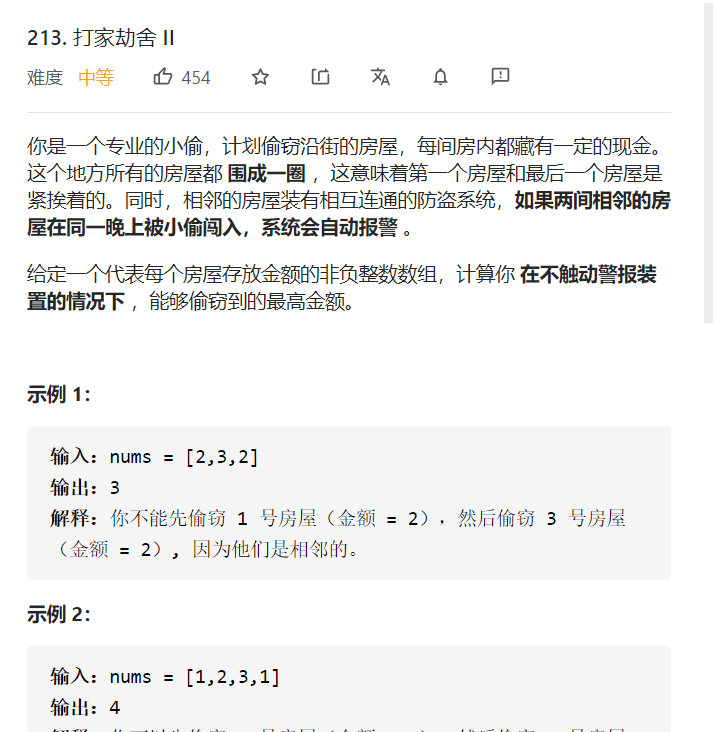 213. 打家劫舍 II
难度 中等 454
你是一个专业的小偷，计划偷窃沿街的房屋，每间房内都藏有一定的现金。
这个地方所有的房屋都 围成一圈 ，这意味着第一个房屋和最后一个房屋是
紧挨着的。同时，相邻的房屋装有相互连通的防盗系统，如果两间相邻的房
屋在同一晚上被小偷闯入，系统会自动报警 。
给定一个代表每个房屋存放金额的非负整数数组，计算你 在不触动警报装
置的情况下 ，能够偷窃到的最高金额。
示例 1：
输入：nums = [2,3,2]
输出：3
解释：你不能先偷窃 1 号房屋（金额 = 2），然后偷窃 3 号房屋
（金额 = 2）, 因为他们是相邻的。
示例 2：
输入：nums = [1,2,3,1]
输出：4